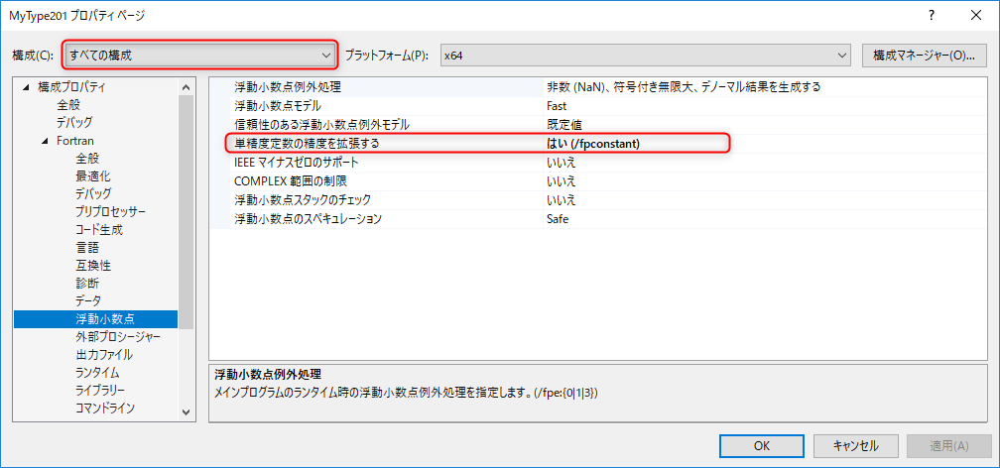 MyType201 プロパティ ページ
構成(C): すべての構成 プラットフォーム(P): x64 構成マネージャー(O)...
構成プロパティ
全般
デバッグ
Fortran
全般
最適化
デバッグ
プリプロセッサー
コード生成
言語
互換性
診断
データ
浮動小数点
外部プロシージャー
出力ファイル
ランタイム
ライブラリー
コマンドライン
浮動小数点例外処理 非数 (NaN)、符号付き無限大、デノーマル結果を生成する
浮動小数点モデル Fast
信頼性のある浮動小数点例外モデル 既定値
単精度定数の精度を拡張する はい (/fpconstant)
IEEE マイナスゼロのサポート いいえ
COMPLEX 範囲の制限 いいえ
浮動小数点スタックのチェック いいえ
浮動小数点のスペキュレーション Safe
浮動小数点例外処理
メインプログラムのランタイム時の浮動小数点例外処理を指定します。(/fpe:{0|1|3})
OK キャンセル 適用(A)